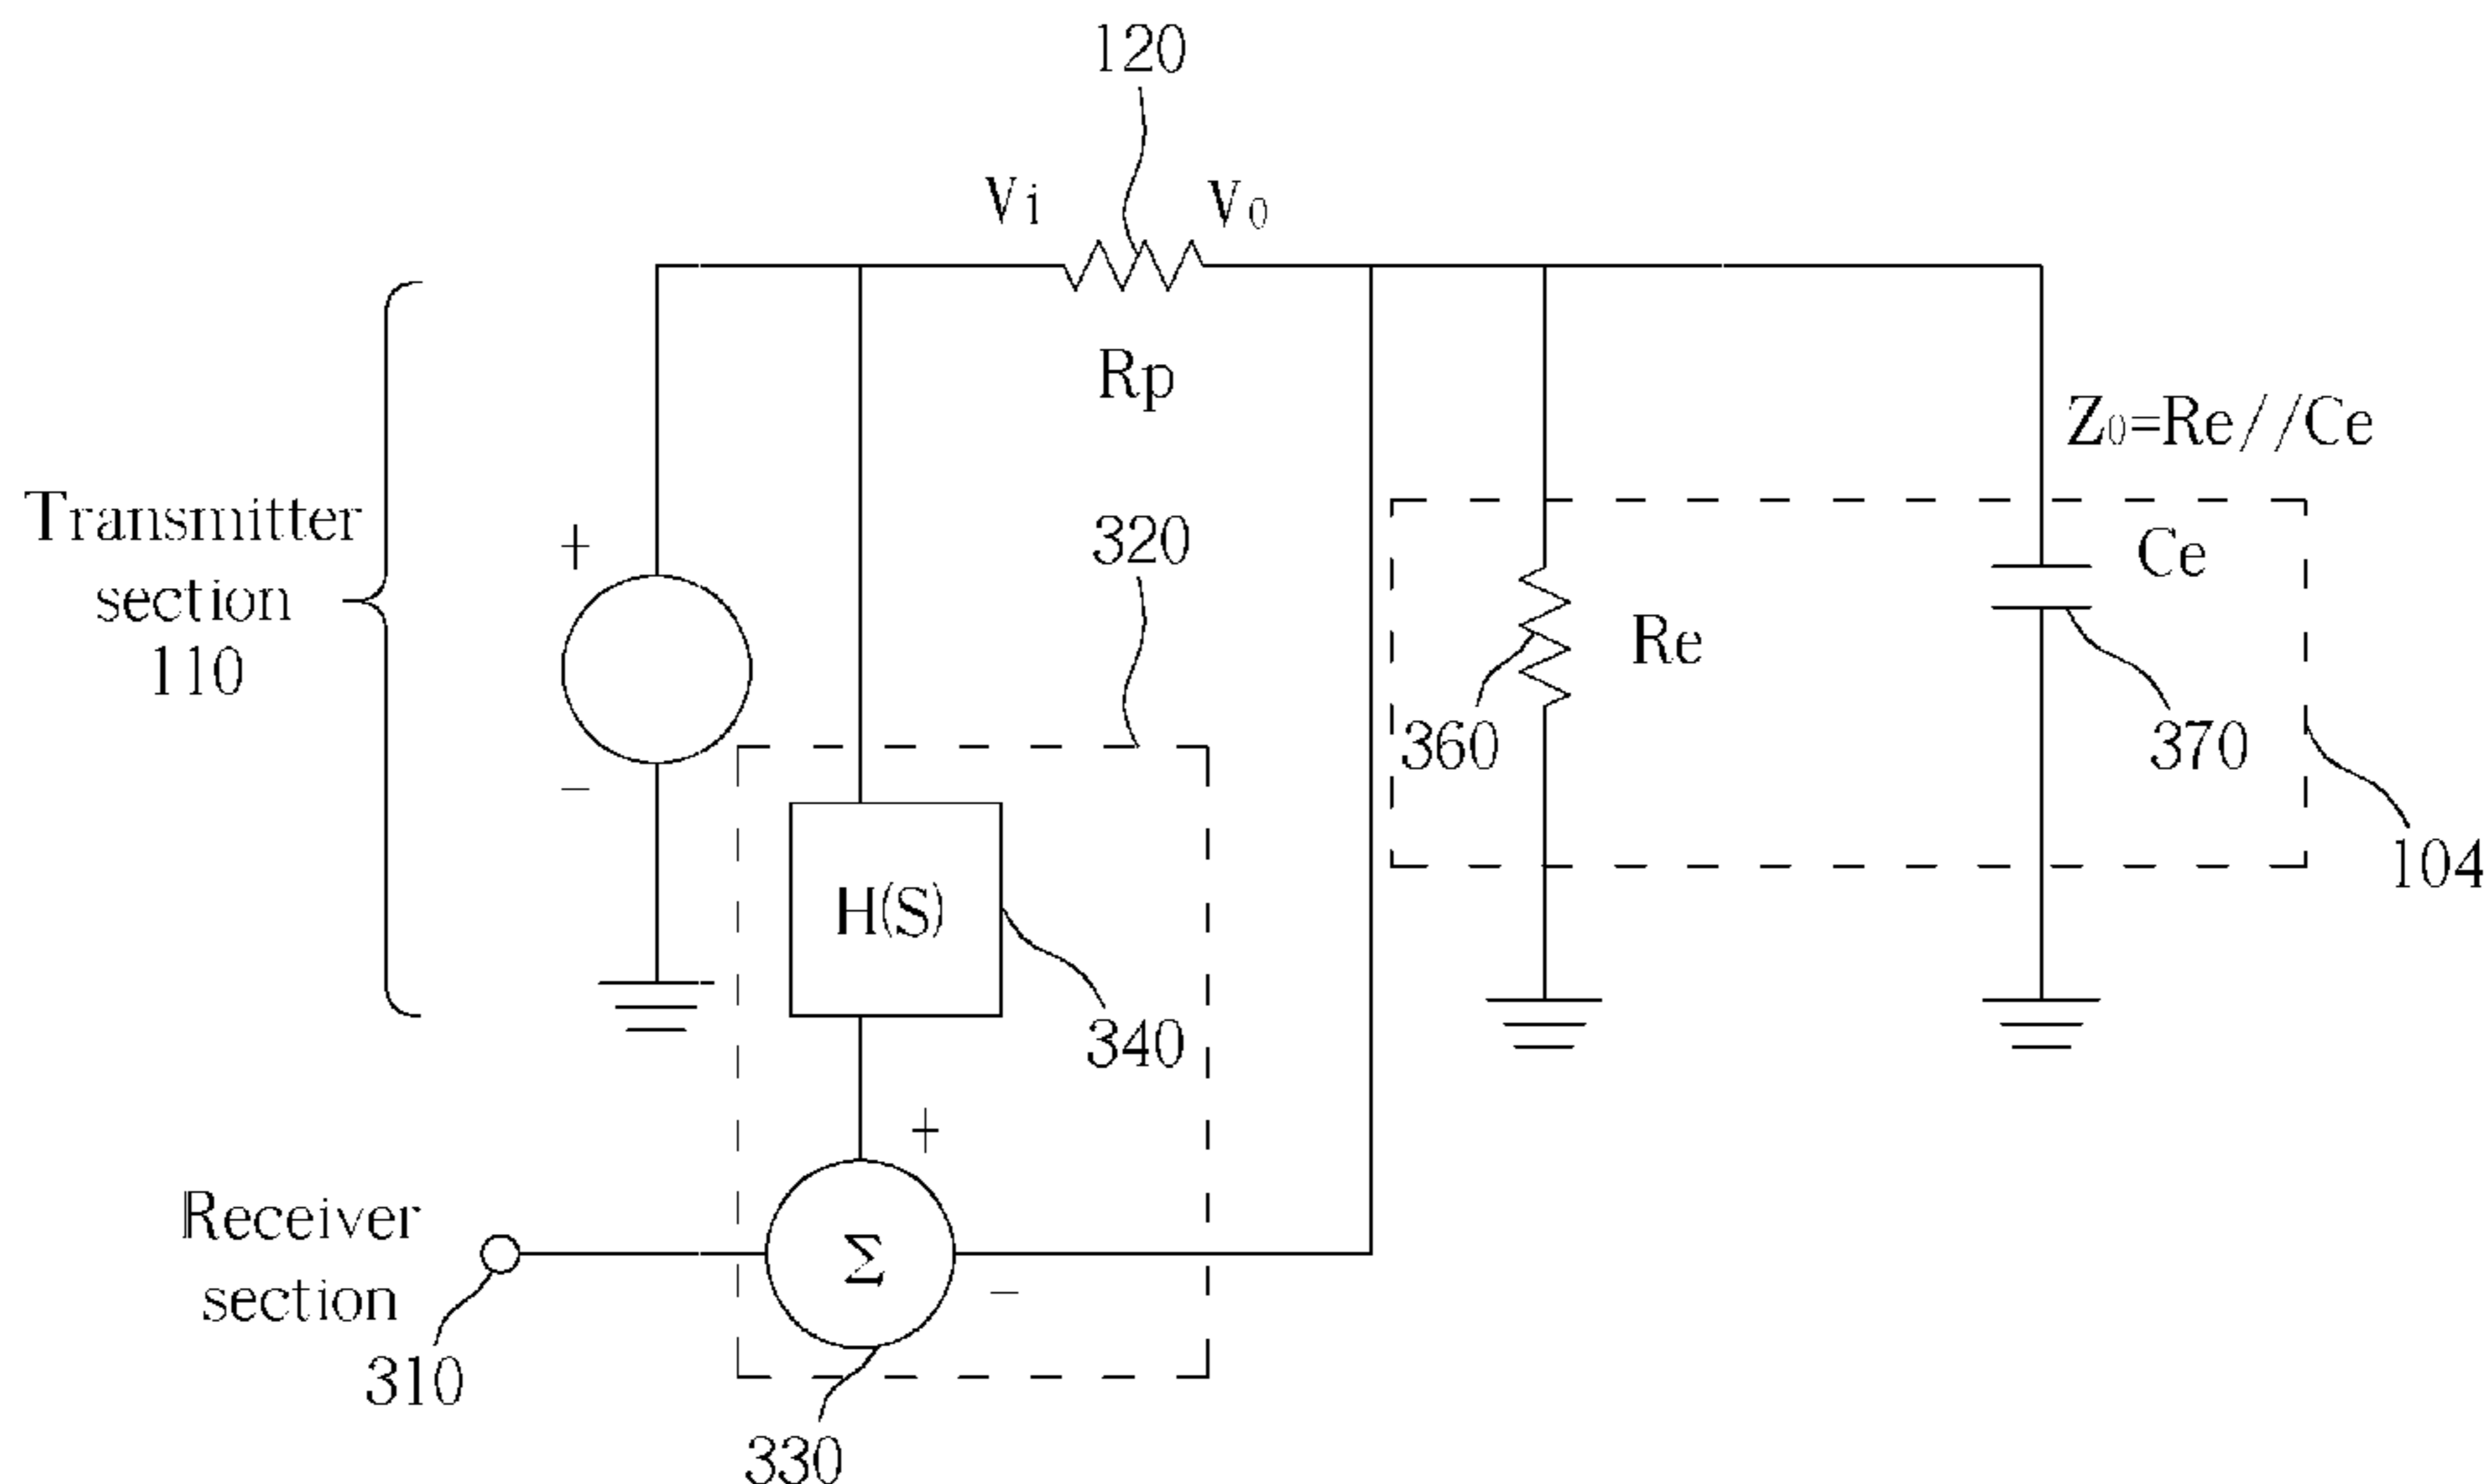 120
Vi
V0
Rp
Z0=Re//Ce
Transmitter
section
110
+
-
320
Ce
Re
360
370
104
H(S)
340
+
Σ
-
Receiver
section
310
330